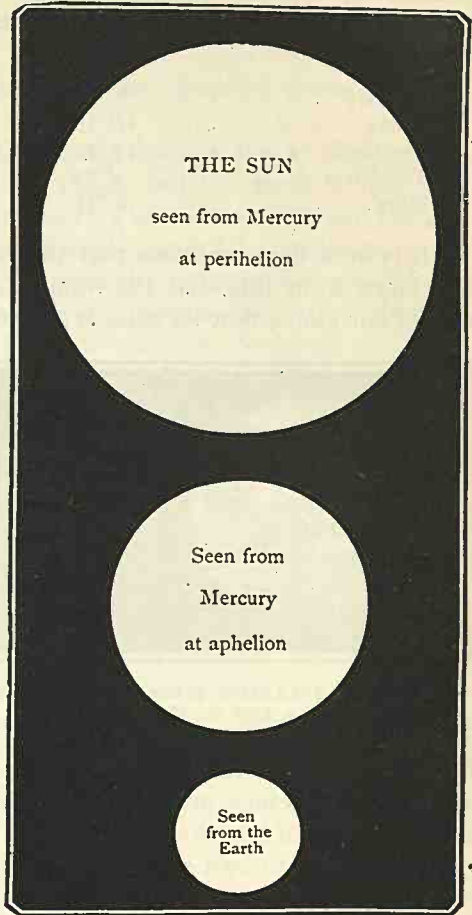 THE SUN
seen from Mercury
at perihelion
Seen from
Mercury
at aphelion
Seen
from the
Earth